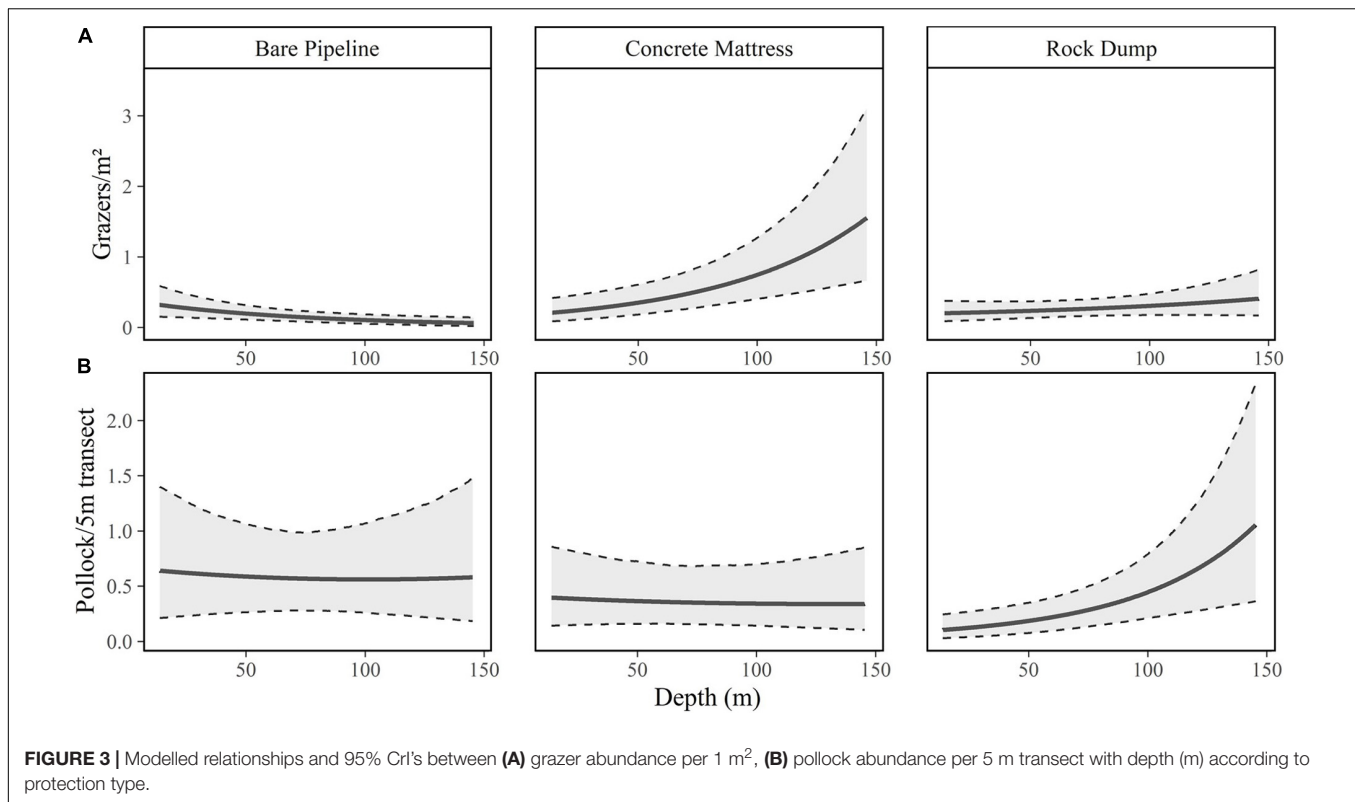 A
Bare Pipeline
Concrete Mattress
Rock Dump
Grazers/m²
3
2
1
0
50
100
150
50
100
150
50
100
150
B
Pollock/5m transect
2.0
1.5
1.0
0.5
0.0
50
100
150
50
100
150
50
100
150
Depth (m)
FIGURE 3 | Modelled relationships and 95% CrI's between (A) grazer abundance per 1 m², (B) pollock abundance per 5 m transect with depth (m) according to
protection type.